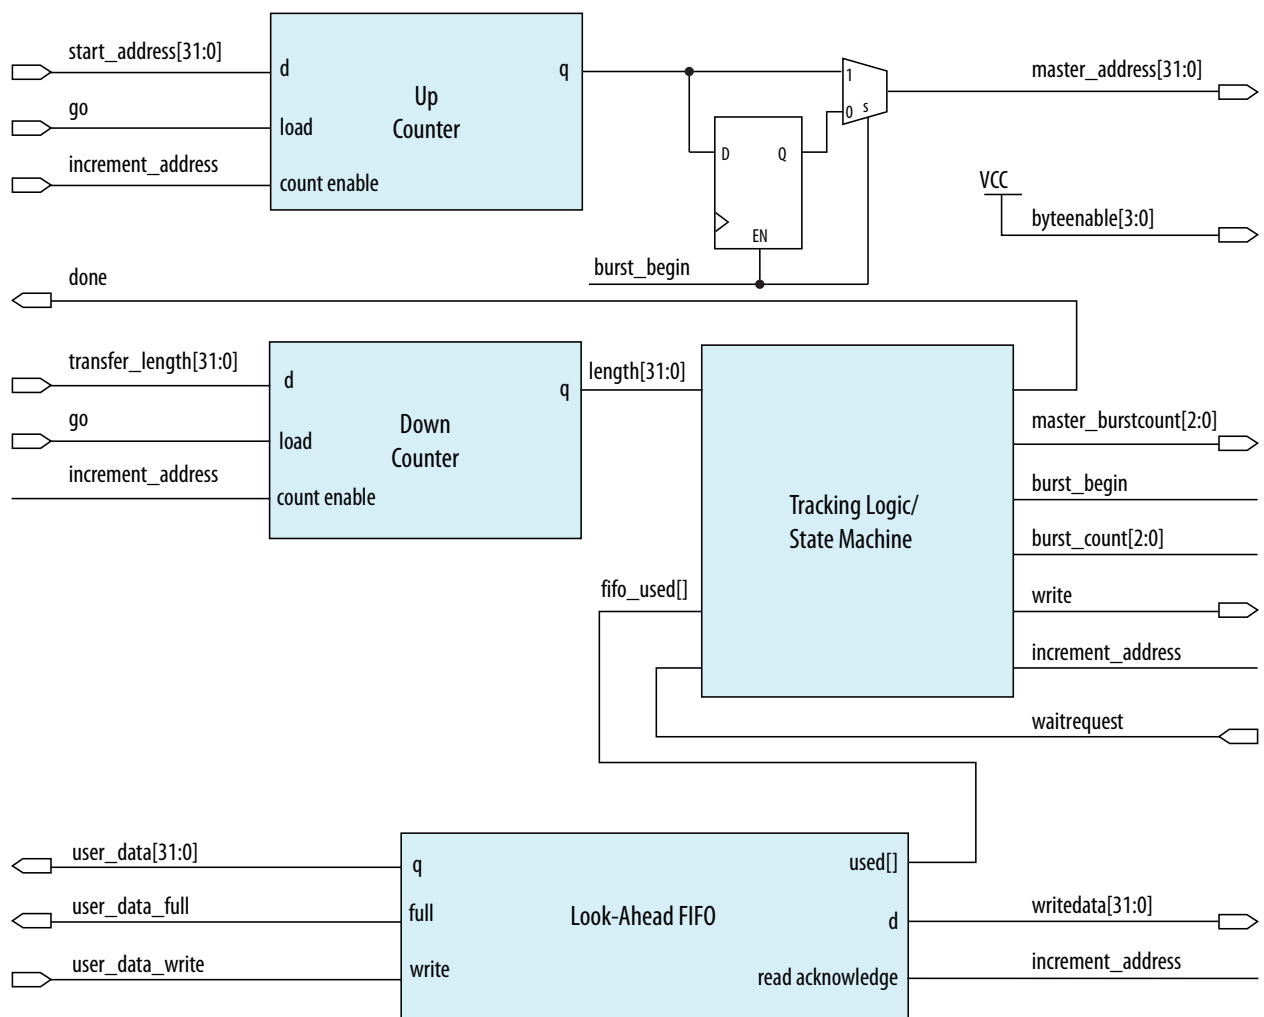 start_address[31:0]
d
q
go
load
Up
Counter
increment_address
count enable
1
0
s
D
Q
EN
burst_begin
master_address[31:0]
VCC
byteenable[3:0]
done
transfer_length[31:0]
d
q
length[31:0]
go
load
Down
Counter
increment_address
count enable
Tracking Logic/
State Machine
fifo_used[]
master_burstcount[2:0]
burst_begin
burst_count[2:0]
write
increment_address
waitrequest
user_data[31:0]
q
used[]
user_data_full
full
Look-Ahead FIFO
d
writedata[31:0]
user_data_write
write
read acknowledge
increment_address